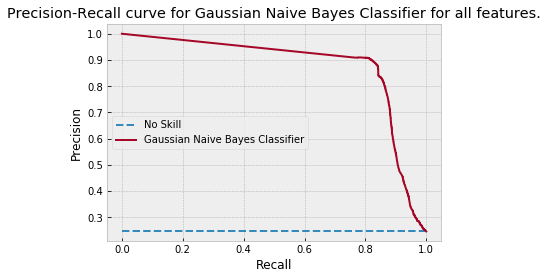 Precision-Recall curve for Gaussian Naive Bayes Classifier for all features.
1.0
0.9
0.8
0.7
0.6
0.5
0.4
0.3
Precision
No Skill
Gaussian Naive Bayes Classifier
0.0 0.2 0.4 0.6 0.8 1.0
Recall